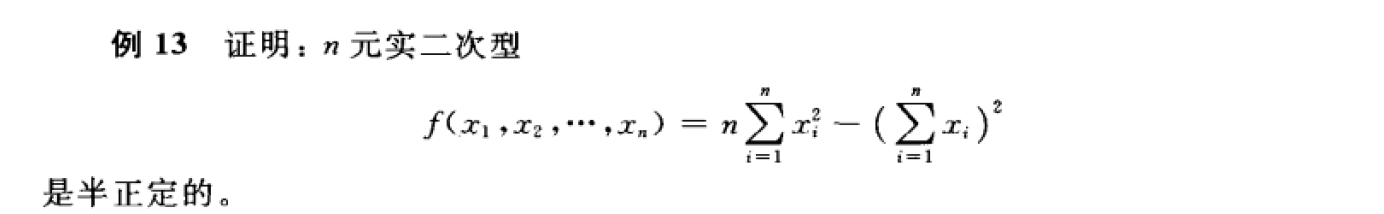 例 13 证明：n 元实二次型
f(x₁,x₂,⋯,xₙ) = n∑ᵢ₌₁ⁿ xᵢ² − (∑ᵢ₌₁ⁿ xᵢ)²
是半正定的。